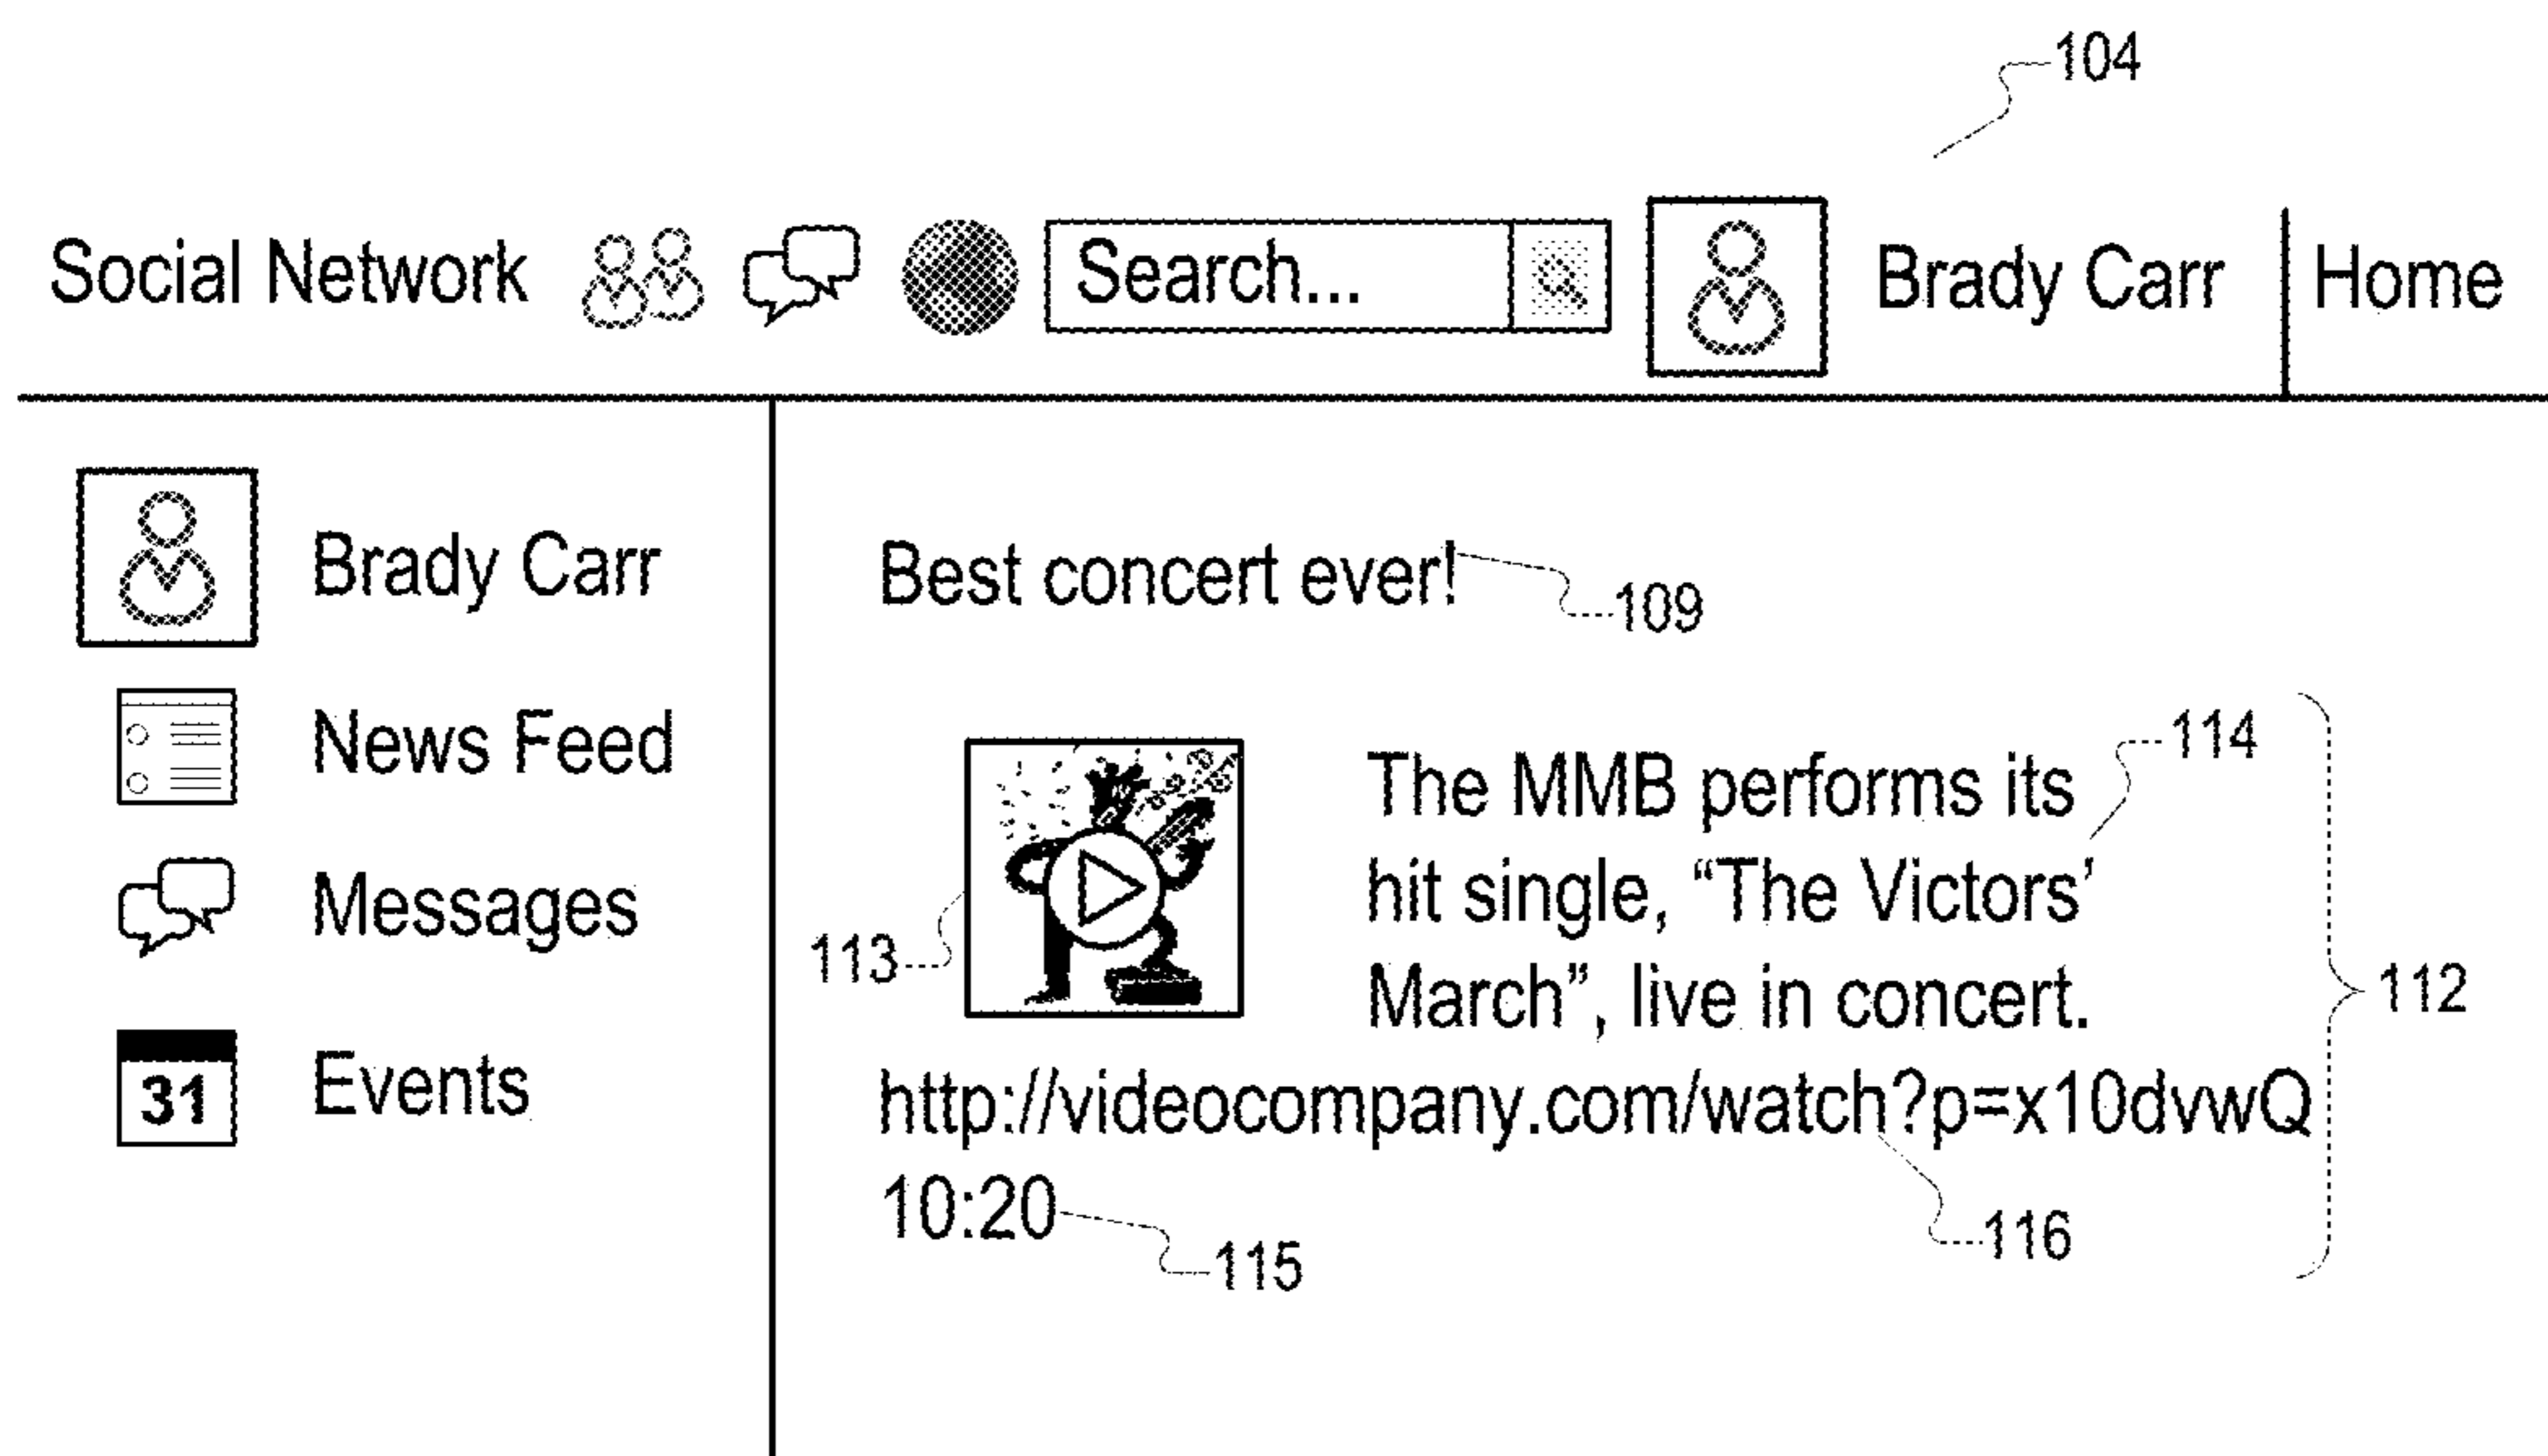 104
Social Network Search... Brady Carr Home
Brady Carr
News Feed
Messages
31 Events
Best concert ever! 109
113
The MMB performs its 114
hit single, “The Victors’
March”, live in concert.
112
http://videocompany.com/watch?p=x10dvwQ
10:20 115
116